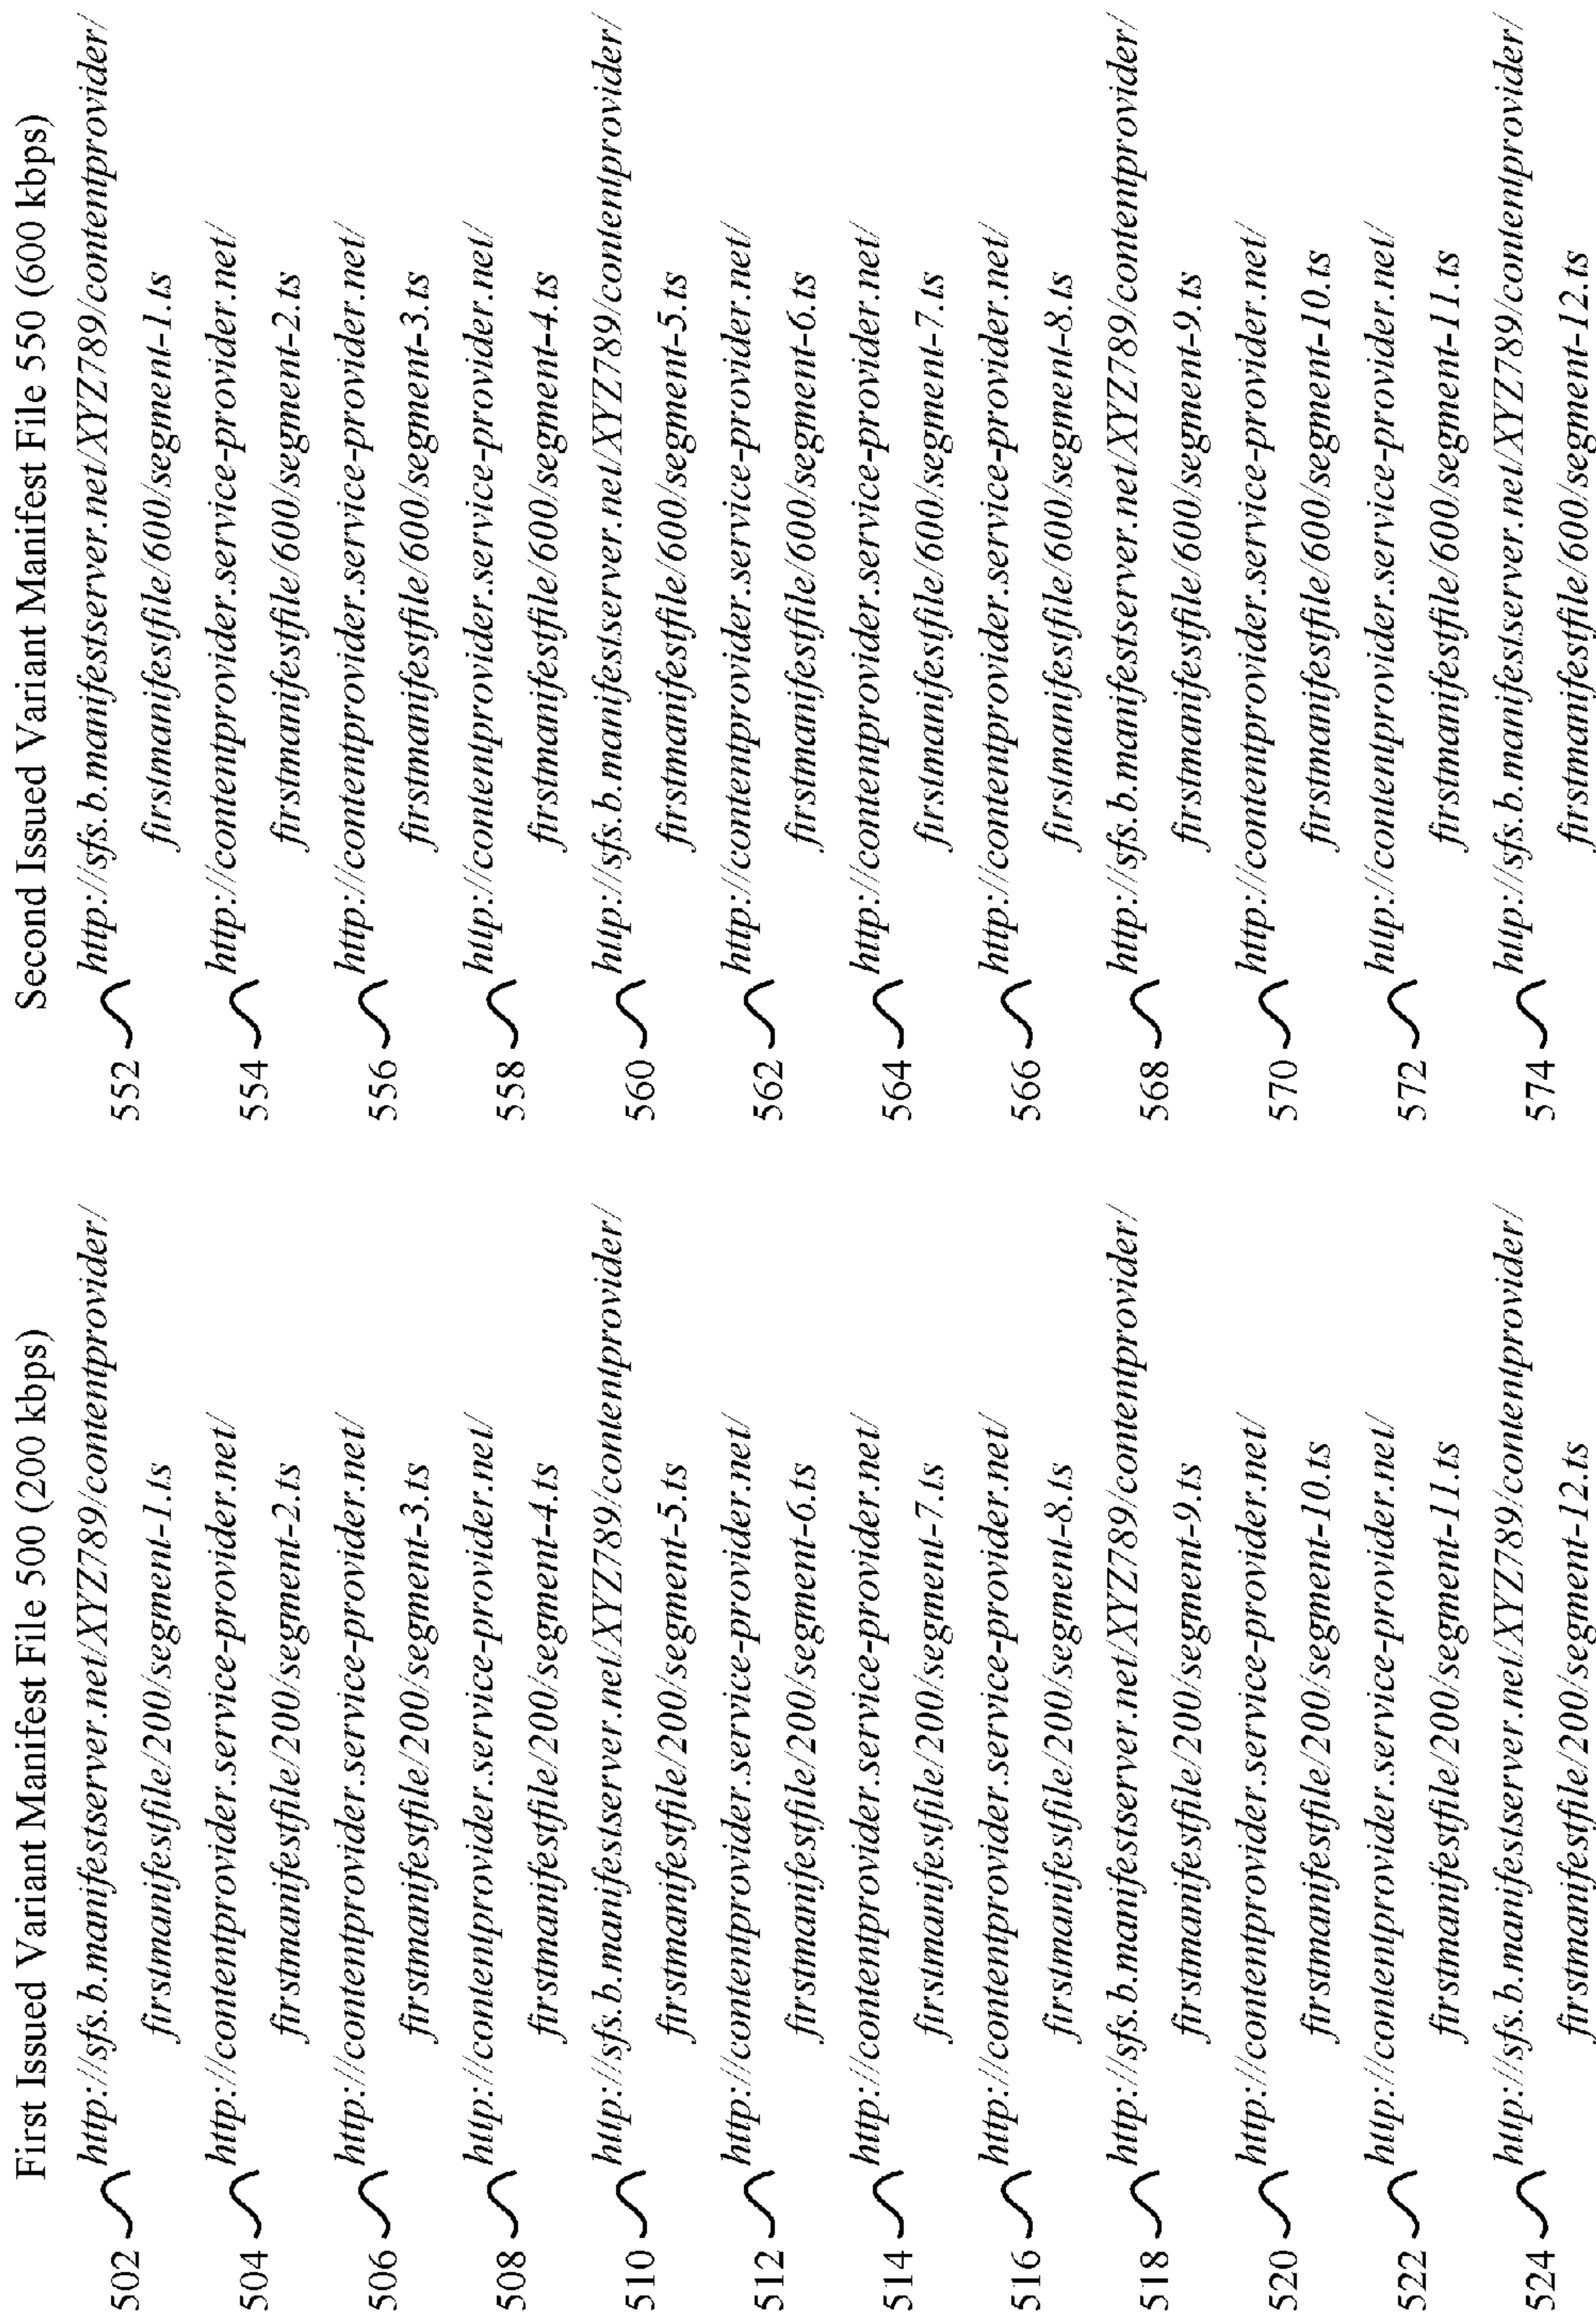 First Issued Variant Manifest File 500 (200 kbps)
502 http://sfs.b.manifestserver.net/XYZ789/contentprovider/
firstmanifestfile/200/segment-1.ts
504 http://contentprovider.service-provider.net/
firstmanifestfile/200/segment-2.ts
506 http://contentprovider.service-provider.net/
firstmanifestfile/200/segment-3.ts
508 http://contentprovider.service-provider.net/
firstmanifestfile/200/segment-4.ts
510 http://sfs.b.manifestserver.net/XYZ789/contentprovider/
firstmanifestfile/200/segment-5.ts
512 http://contentprovider.service-provider.net/
firstmanifestfile/200/segment-6.ts
514 http://contentprovider.service-provider.net/
firstmanifestfile/200/segment-7.ts
516 http://contentprovider.service-provider.net/
firstmanifestfile/200/segment-8.ts
518 http://sfs.b.manifestserver.net/XYZ789/contentprovider/
firstmanifestfile/200/segment-9.ts
520 http://contentprovider.service-provider.net/
firstmanifestfile/200/segment-10.ts
522 http://contentprovider.service-provider.net/
firstmanifestfile/200/segment-11.ts
524 http://sfs.b.manifestserver.net/XYZ789/contentprovider/
firstmanifestfile/200/segment-12.ts
Second Issued Variant Manifest File 550 (600 kbps)
552 http://sfs.b.manifestserver.net/XYZ789/contentprovider/
firstmanifestfile/600/segment-1.ts
554 http://contentprovider.service-provider.net/
firstmanifestfile/600/segment-2.ts
556 http://contentprovider.service-provider.net/
firstmanifestfile/600/segment-3.ts
558 http://contentprovider.service-provider.net/
firstmanifestfile/600/segment-4.ts
560 http://sfs.b.manifestserver.net/XYZ789/contentprovider/
firstmanifestfile/600/segment-5.ts
562 http://contentprovider.service-provider.net/
firstmanifestfile/600/segment-6.ts
564 http://contentprovider.service-provider.net/
firstmanifestfile/600/segment-7.ts
566 http://contentprovider.service-provider.net/
firstmanifestfile/600/segment-8.ts
568 http://sfs.b.manifestserver.net/XYZ789/contentprovider/
firstmanifestfile/600/segment-9.ts
570 http://contentprovider.service-provider.net/
firstmanifestfile/600/segment-10.ts
572 http://contentprovider.service-provider.net/
firstmanifestfile/600/segment-11.ts
574 http://sfs.b.manifestserver.net/XYZ789/contentprovider/
firstmanifestfile/600/segment-12.ts